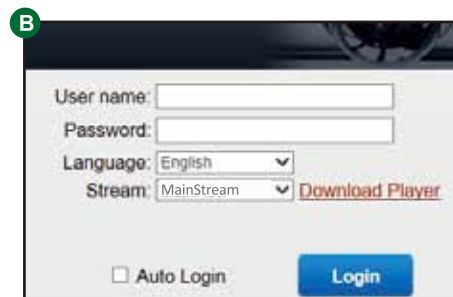 B
User name:
Password:
Language: English
Stream: MainStream Download Player
Auto Login Login